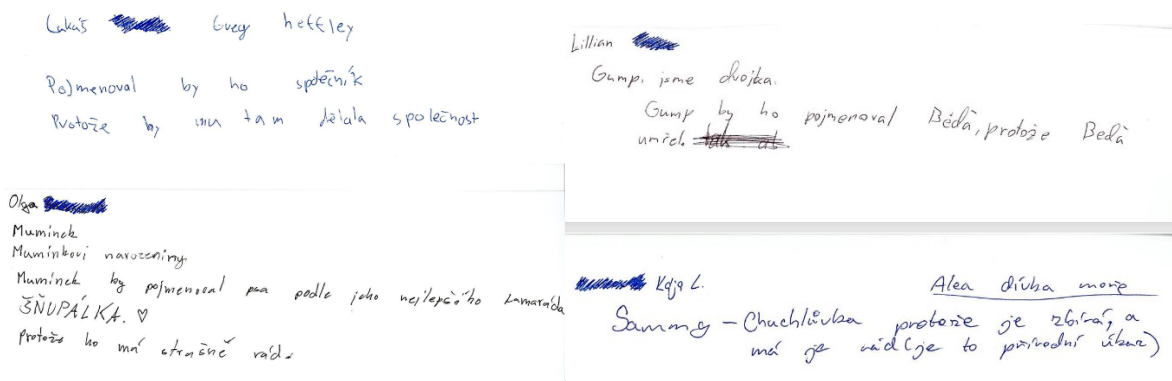 Lukáš Greg heffley
Pojmenoval by ho společník
Protože by mu tam dělala společnost
Lillian
Gump. jsme dvojka.
Gump by ho pojmenoval Béďa, protože Beďa
umřel.
Olga
Mumínek
Mumínkovi narozeniny
Mumínek by pojmenoval psa podle jeho nejlepšího kamaráda
ŠŇUPÁLKA. ♡
protože ho má strašně rád.
Kája L. Alea dívka moře
Sammy – Chuchlůvka protože je zbírá, a
má je rád (je to přírodní úkaz)